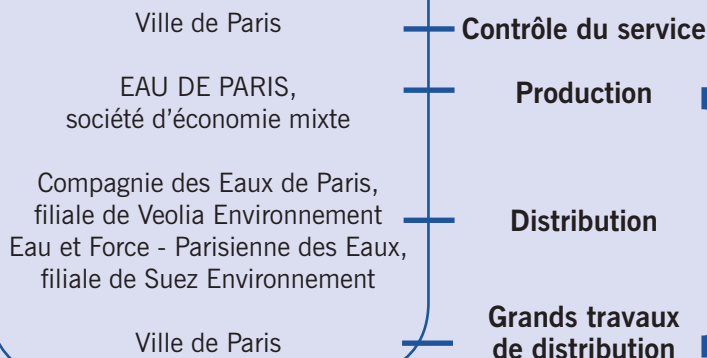 Ville de Paris
Contrôle du service
EAU DE PARIS,
société d'économie mixte
Production
Compagnie des Eaux de Paris,
filiale de Veolia Environnement
Eau et Force - Parisienne des Eaux,
filiale de Suez Environnement
Distribution
Ville de Paris
Grands travaux
de distribution